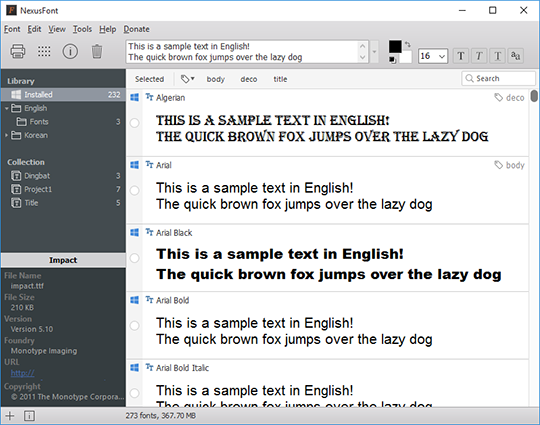 NexusFont
Font Edit View Tools Help Donate
This is a sample text in English!
The quick brown fox jumps over the lazy dog
16
T T T aa
Selected body deco title Search
Library
Installed 232
English
Fonts 3
Korean
Collection
Dingbat 3
Project1 7
Title 5
Impact
File Name
impact.ttf
File Size
210 KB
Version
Version 5.10
Foundry
Monotype Imaging
URL
http://
Copyright
© 2011 The Monotype Corpora...
Algerian deco
THIS IS A SAMPLE TEXT IN ENGLISH!
THE QUICK BROWN FOX JUMPS OVER THE LAZY DOG
Arial body
This is a sample text in English!
The quick brown fox jumps over the lazy dog
Arial Black
This is a sample text in English!
The quick brown fox jumps over the lazy dog
Arial Bold
This is a sample text in English!
The quick brown fox jumps over the lazy dog
Arial Bold Italic
This is a sample text in English!
The quick brown fox jumps over the lazy dog
273 fonts, 367.70 MB